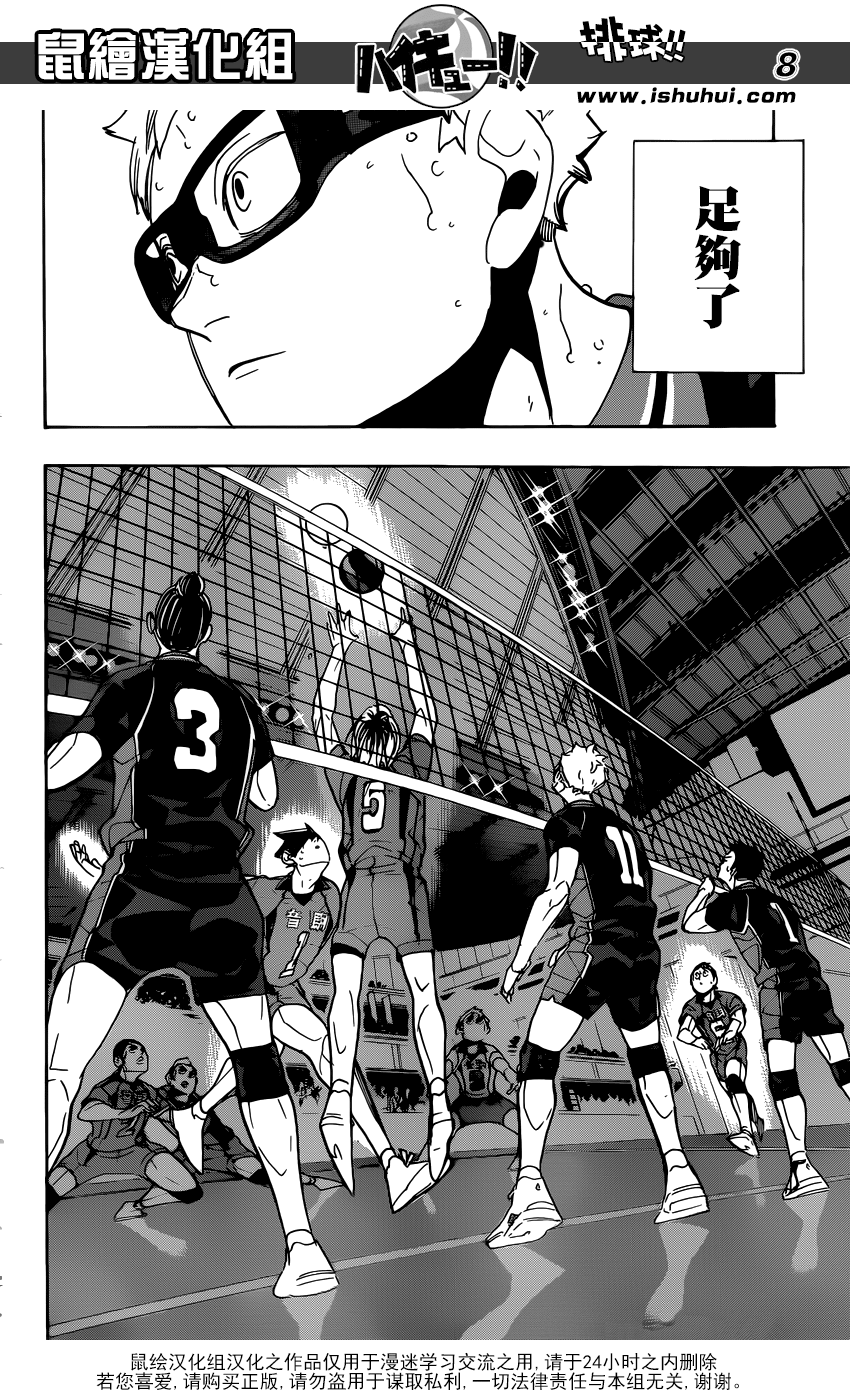 鼠繪漢化組
ハイキュー!!
排球!!
8
www.ishuhui.com
足夠了
3
5
11
1
音駒
1
2
鼠绘汉化组汉化之作品仅用于漫迷学习交流之用,请于24小时之内删除
若您喜爱,请购买正版,请勿用于谋取私利,一切法律责任与本组无关,谢谢。